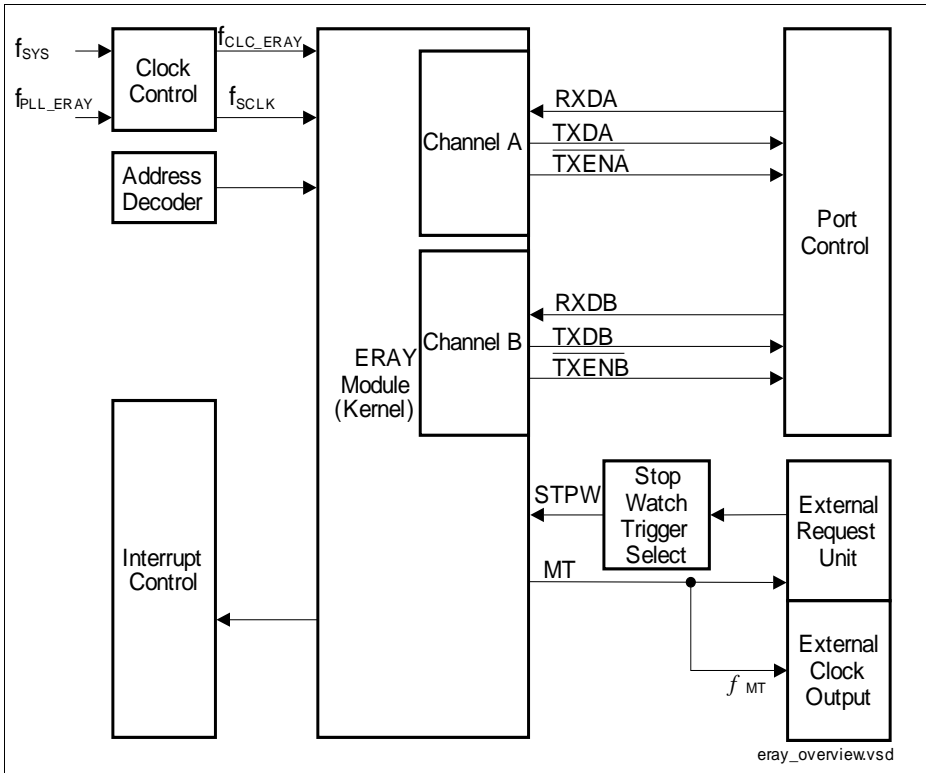 fSYS
fPLL_ERAY
Clock
Control
fCLC_ERAY
fSCLK
Address
Decoder
Interrupt
Control
ERAY
Module
(Kernel)
Channel A
RXDA
TXDA
TXENA
Channel B
RXDB
TXDB
TXENB
Port
Control
STPW
Stop
Watch
Trigger
Select
External
Request
Unit
MT
fMT
External
Clock
Output
eray_overview.vsd